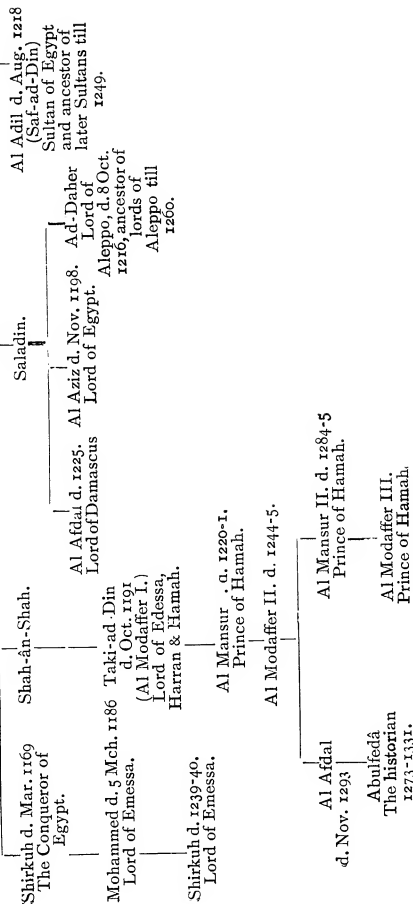 Shirkuh d. Mar. 1169
The Conqueror of
Egypt.
Shah-ân-Shah.
Saladin.
Al Adil d. Aug. 1218
(Saf-ad-Din)
Sultan of Egypt
and ancestor of
later Sultans till
1249.
Al Afdal d. 1225.
Lord of Damascus
Al Aziz d. Nov. 1198.
Lord of Egypt.
Ad-Daher
Lord of
Aleppo, d. 8 Oct.
1216, ancestor of
lords of
Aleppo till
1260.
Mohammed d. 5 Mch. 1186
Lord of Emessa.
Taki-ad-Din
d. Oct. 1191
(Al Modaffer I.)
Lord of Edessa,
Harran & Hamah.
Shirkuh d. 1239-40.
Lord of Emessa.
Al Mansur . d. 1220-1.
Prince of Hamah.
Al Modaffer II. d. 1244-5.
Al Afdal
d. Nov. 1293
Al Mansur II. d. 1284-5
Prince of Hamah.
Abulfedâ
The historian
1273-1331.
Al Modaffer III.
Prince of Hamah.